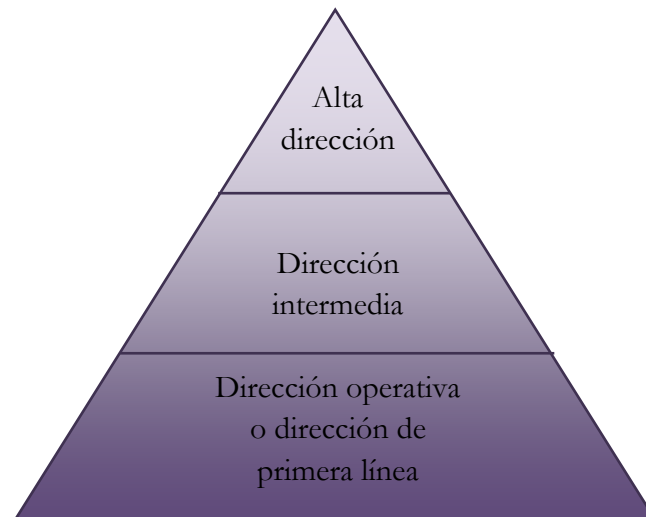 Alta
dirección
Dirección
intermedia
Dirección operativa
o dirección de
primera línea